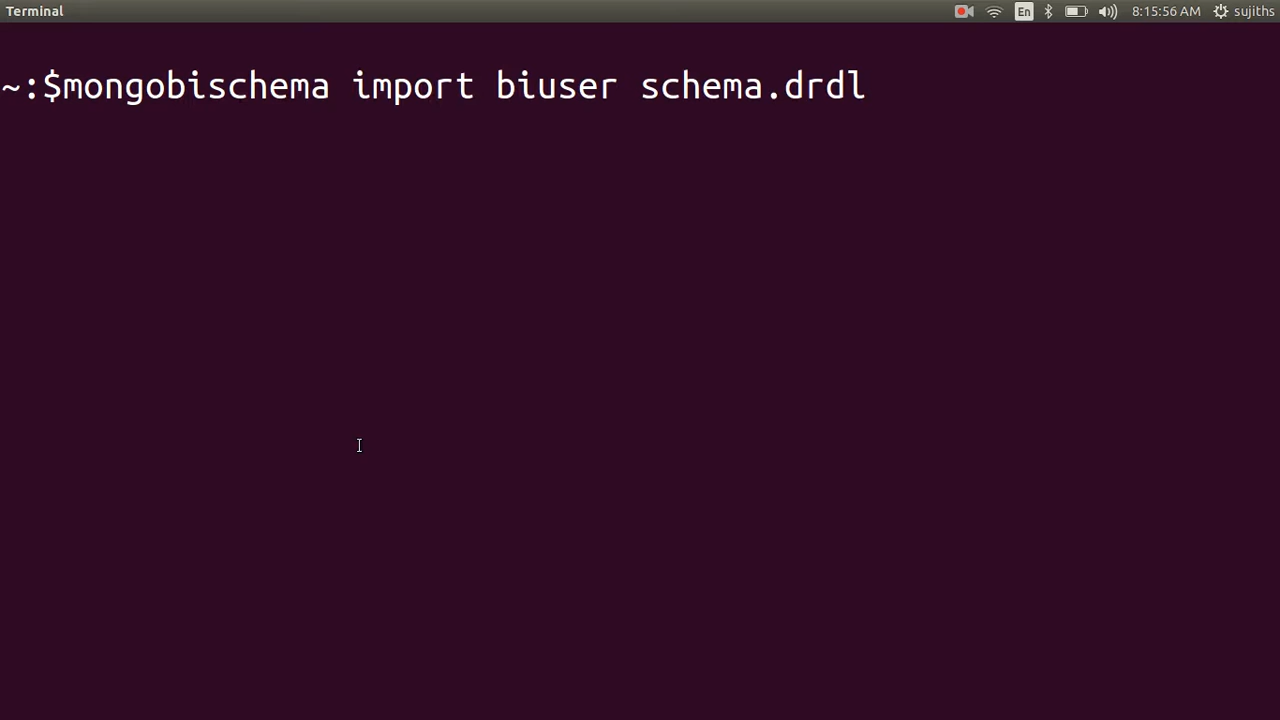 Terminal
En
8:15:56 AM
sujiths
~:$mongobischema import biuser schema.drdl